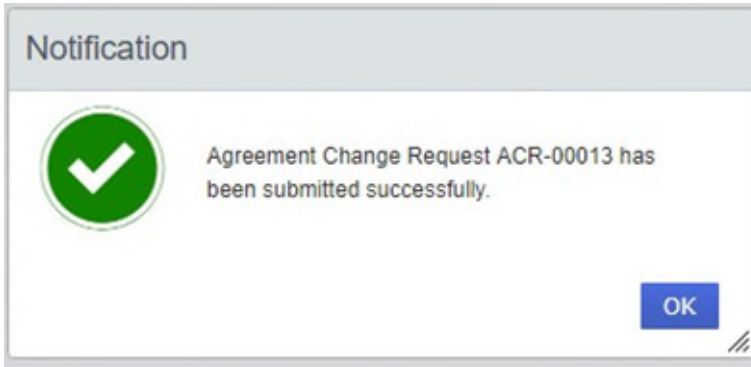 Notification
Agreement Change Request ACR-00013 has
been submitted successfully.
OK